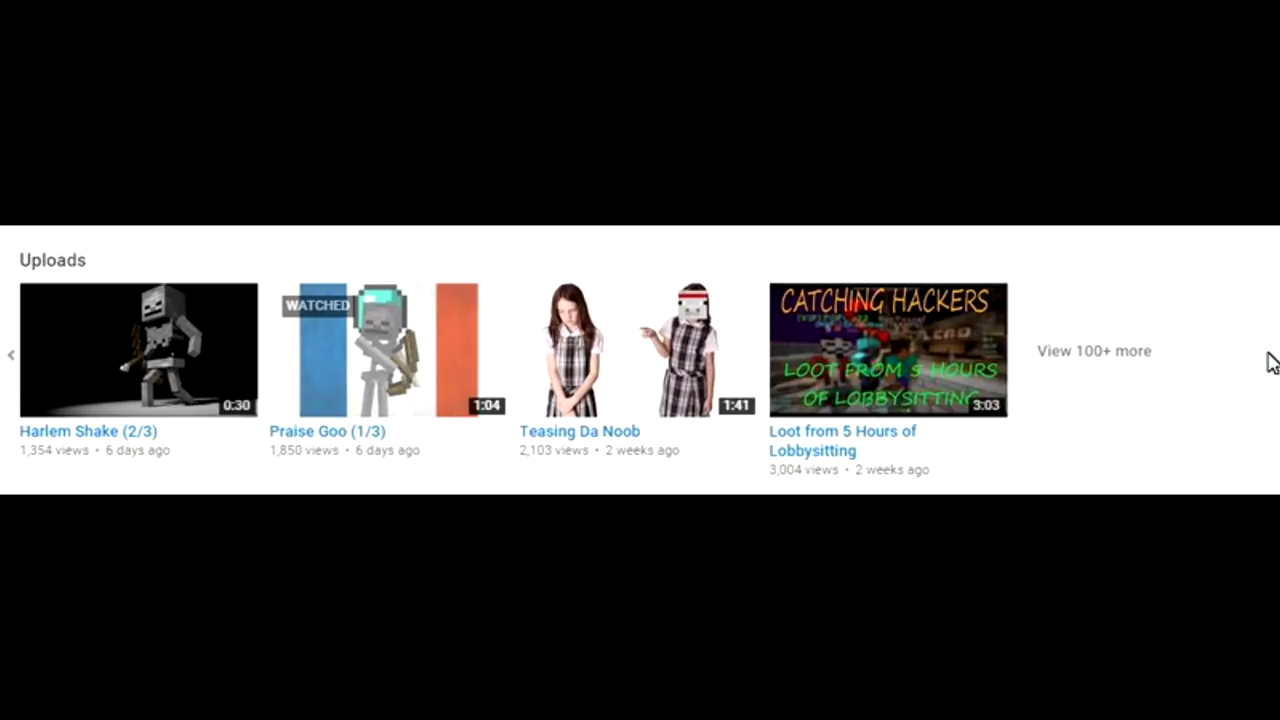 Uploads
WATCHED
CATCHING HACKERS
LOOT FROM 5 HOURS
OF LOBBYSITTING
0:30
1:04
1:41
3:03
Harlem Shake (2/3)
1,354 views • 6 days ago
Praise Goo (1/3)
1,850 views • 6 days ago
Teasing Da Noob
2,103 views • 2 weeks ago
Loot from 5 Hours of
Lobbysitting
3,004 views • 2 weeks ago
View 100+ more